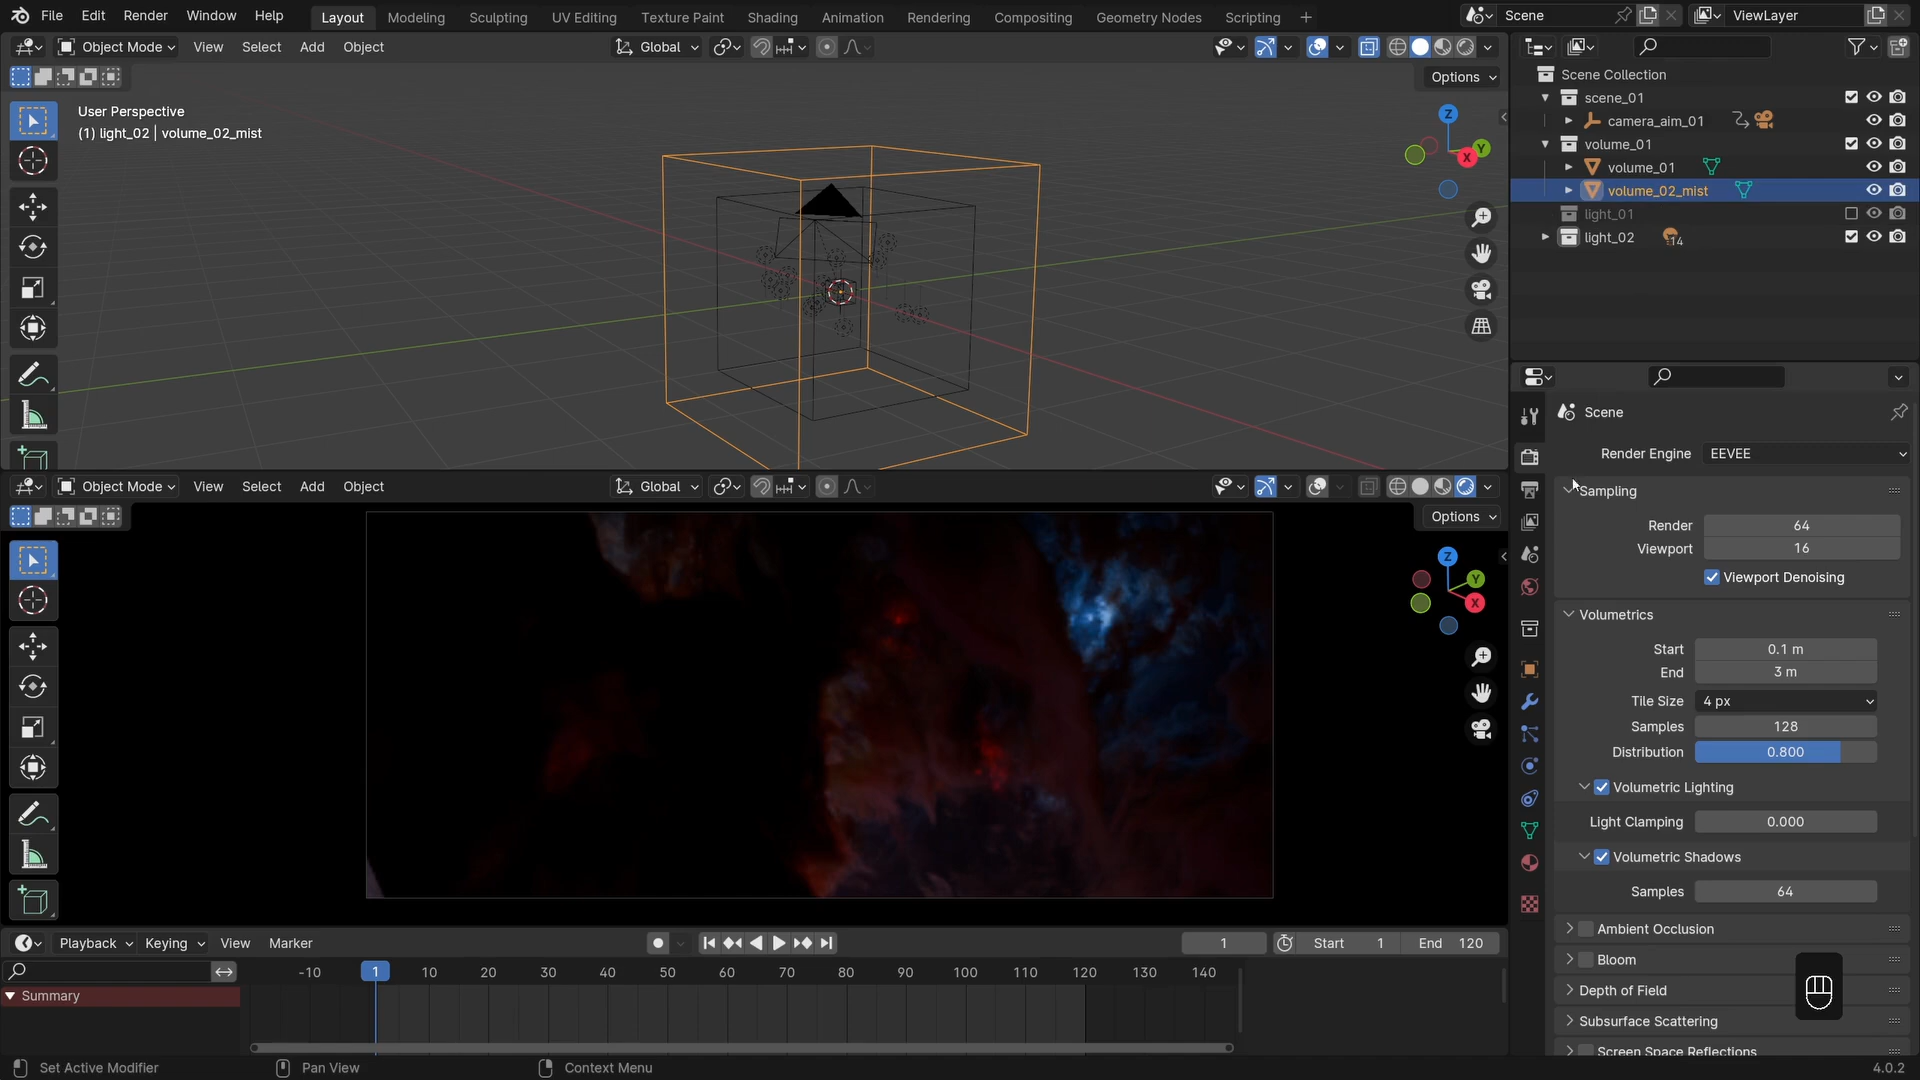 File Edit Render Window Help Layout Modeling Sculpting UV Editing Texture Paint Shading Animation Rendering Compositing Geometry Nodes Scripting + Scene ViewLayer
Object Mode View Select Add Object Global
Options
User Perspective
(1) light_02 | volume_02_mist
Z
Y
X
Scene Collection
scene_01
camera_aim_01
volume_01
volume_01
volume_02_mist
light_01
light_02 14
Object Mode View Select Add Object Global
Options
Z
Y
X
Scene
Render Engine EEVEE
Sampling
Render 64
Viewport 16
Viewport Denoising
Volumetrics
Start 0.1 m
End 3 m
Tile Size 4 px
Samples 128
Distribution 0.800
Volumetric Lighting
Light Clamping 0.000
Volumetric Shadows
Samples 64
Ambient Occlusion
Bloom
Depth of Field
Subsurface Scattering
Screen Space Reflections
Playback Keying View Marker 1 Start 1 End 120
-10 1 10 20 30 40 50 60 70 80 90 100 110 120 130 140
Summary
Set Active Modifier Pan View Context Menu 4.0.2